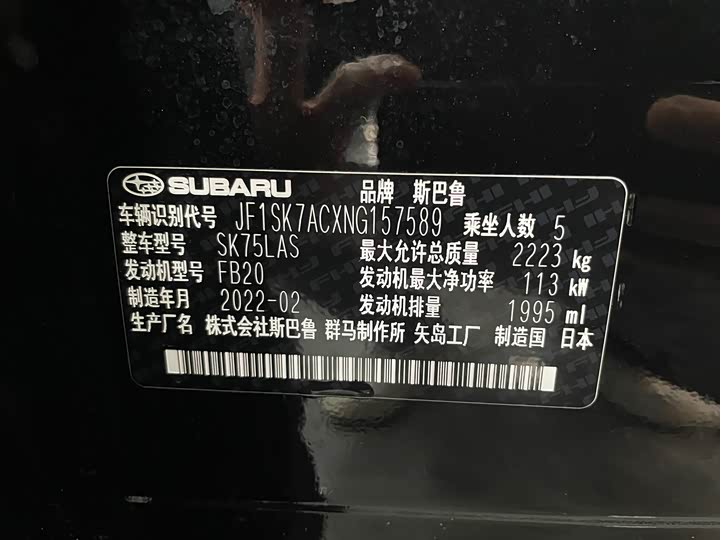 SUBARU 品牌 斯巴鲁
车辆识别代号 JF1SK7ACXNG157589 乘坐人数 5
整车型号 SK75LAS 最大允许总质量 2223 kg
发动机型号 FB20 发动机最大净功率 113 kW
制造年月 2022-02 发动机排量 1995 ml
生产厂名 株式会社斯巴鲁 群马制作所 矢岛工厂 制造国 日本